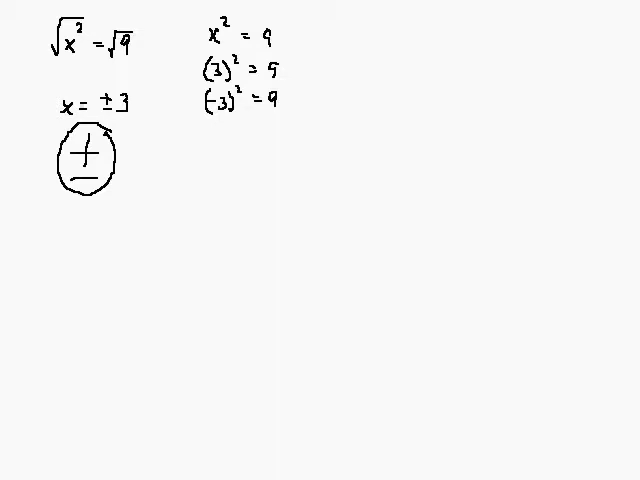 √x² = √9
x = ±3
±
x² = 9
(3)² = 9
(-3)² = 9